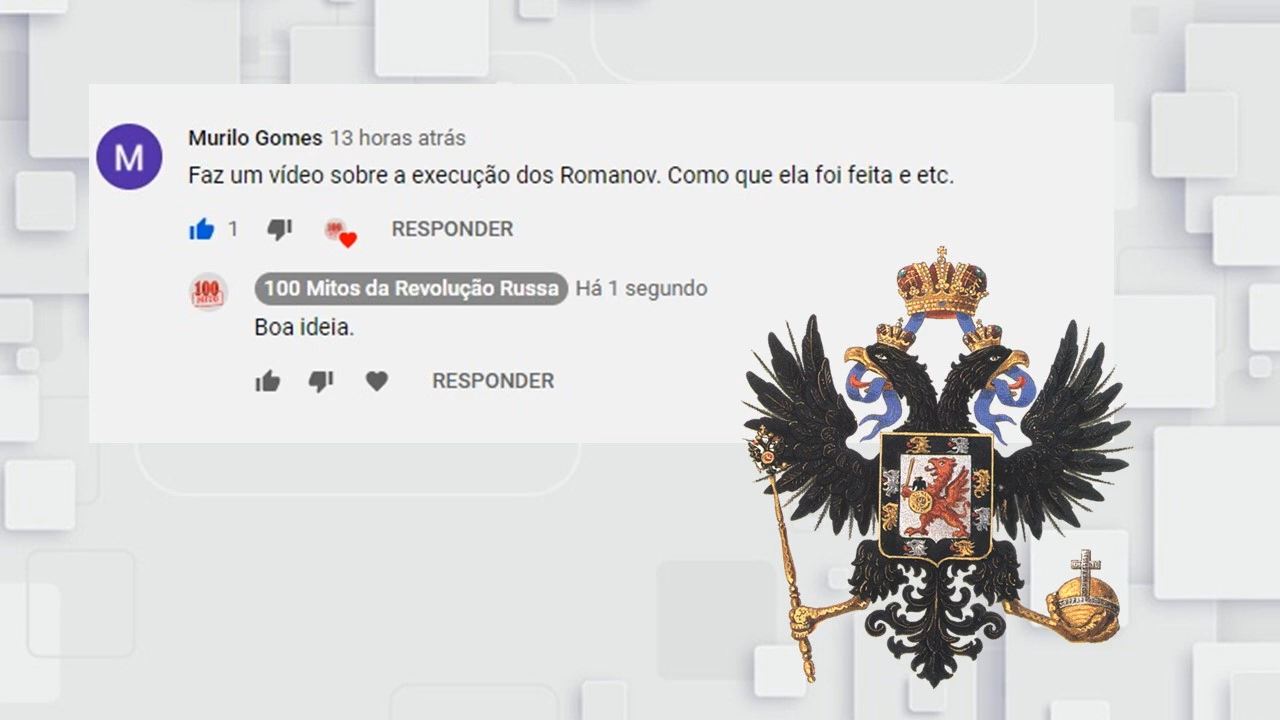 M
Murilo Gomes 13 horas atrás
Faz um vídeo sobre a execução dos Romanov. Como que ela foi feita e etc.
1 RESPONDER
100 Mitos da Revolução Russa Há 1 segundo
100
Boa ideia.
RESPONDER